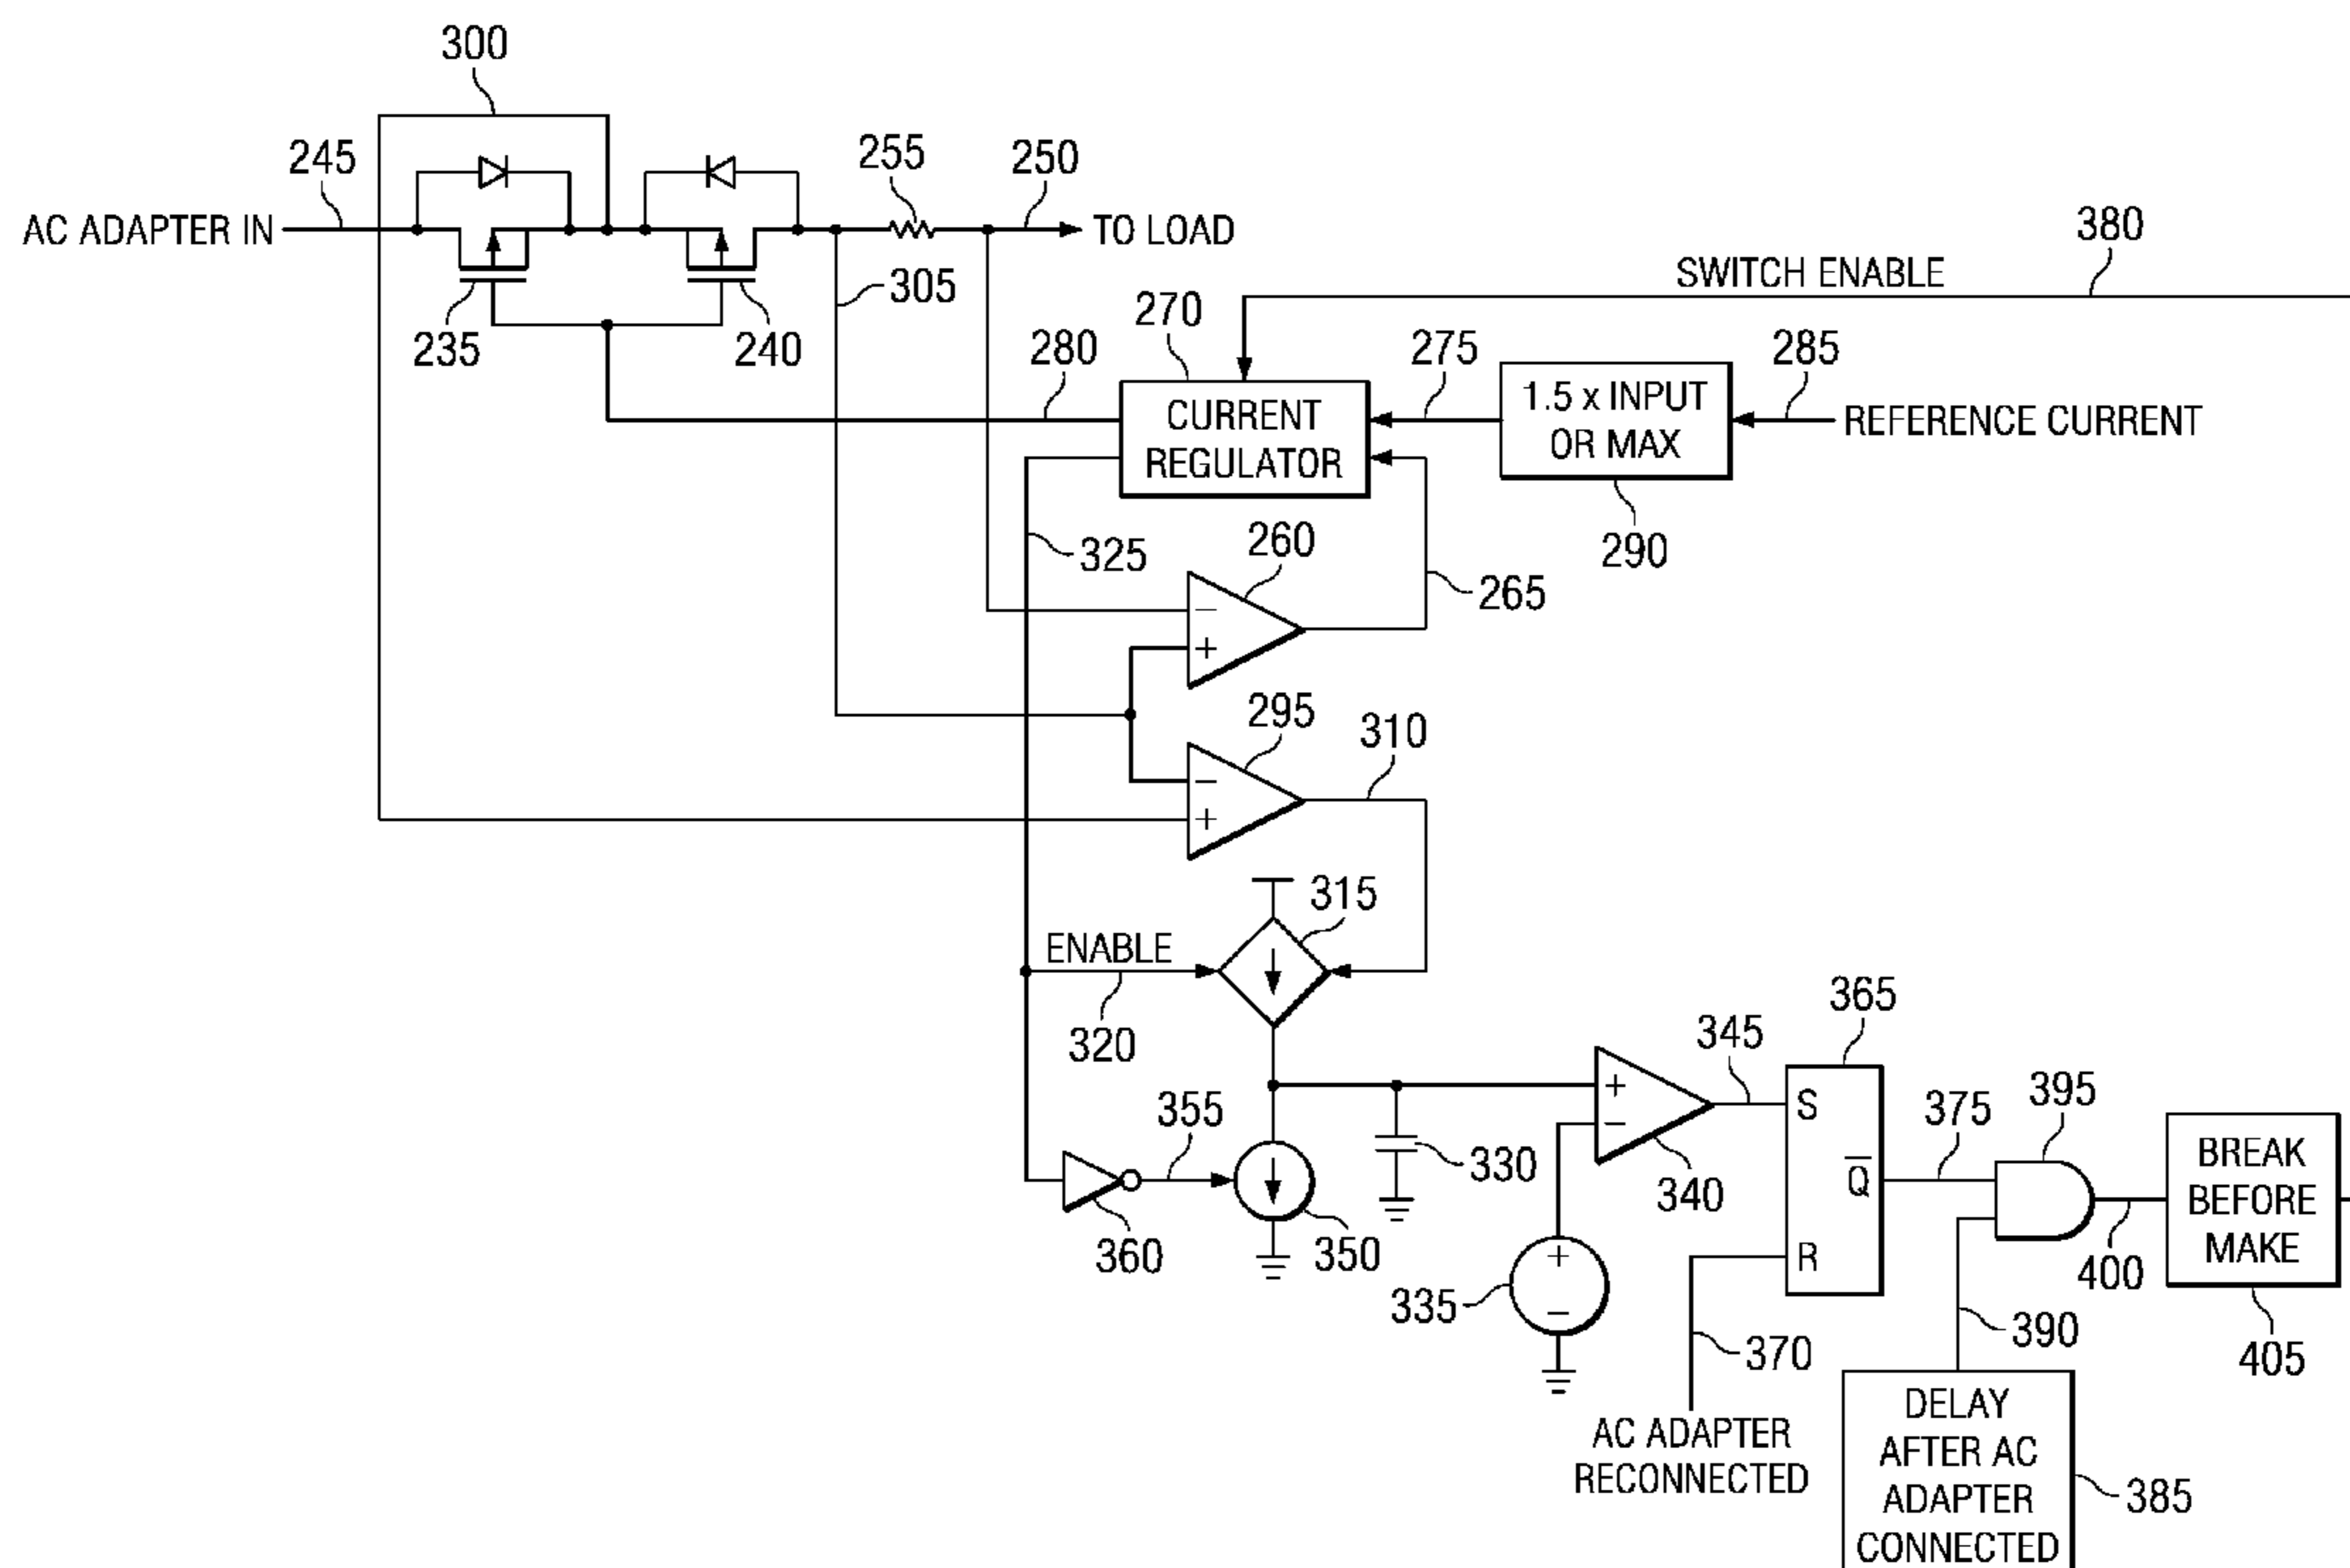 300
245
255
250
380
AC ADAPTER IN
TO LOAD
SWITCH ENABLE
305
270
235
240
280
275
285
CURRENT
REGULATOR
1.5 x INPUT
OR MAX
REFERENCE CURRENT
325
260
290
265
−
+
295
310
−
+
315
ENABLE
320
365
345
395
355
375
+
−
S
Q
R
330
340
360
350
BREAK
BEFORE
MAKE
400
335
+
−
370
390
405
AC ADAPTER
RECONNECTED
DELAY
AFTER AC
ADAPTER
CONNECTED
385